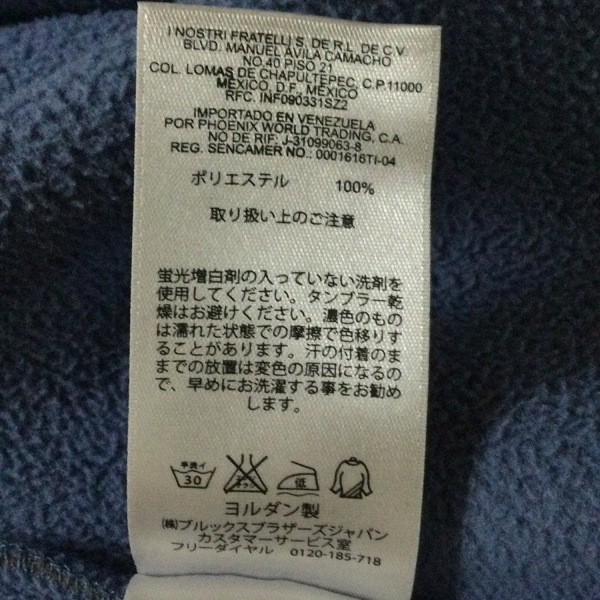 I NOSTRI FRATELLI S. DE R.L. DE C.V.
BLVD. MANUEL AVILA CAMACHO
NO.40 PISO 21
COL. LOMAS DE CHAPULTEPEC, C.P.11000
MÉXICO, D.F. MÉXICO
RFC. INF090331SZ2
IMPORTADO EN VENEZUELA
POR PHOENIX WORLD TRADING, C.A.
NO DE RIF: J-31099063-8
REG. SENCAMER NO.: 0001616TI-04
ポリエステル 100%
取り扱い上のご注意
蛍光増白剤の入っていない洗剤を
使用してください。タンブラー乾
燥はお避けください。濃色のもの
は濡れた状態での摩擦で色移りす
ることがあります。汗の付着のま
までの放置は変色の原因になるの
で、早めにお洗濯する事をお勧め
します。
手洗イ 30 低
ヨルダン製
㈱ブルックスブラザーズジャパン
カスタマーサービス室
フリーダイヤル 0120-185-718